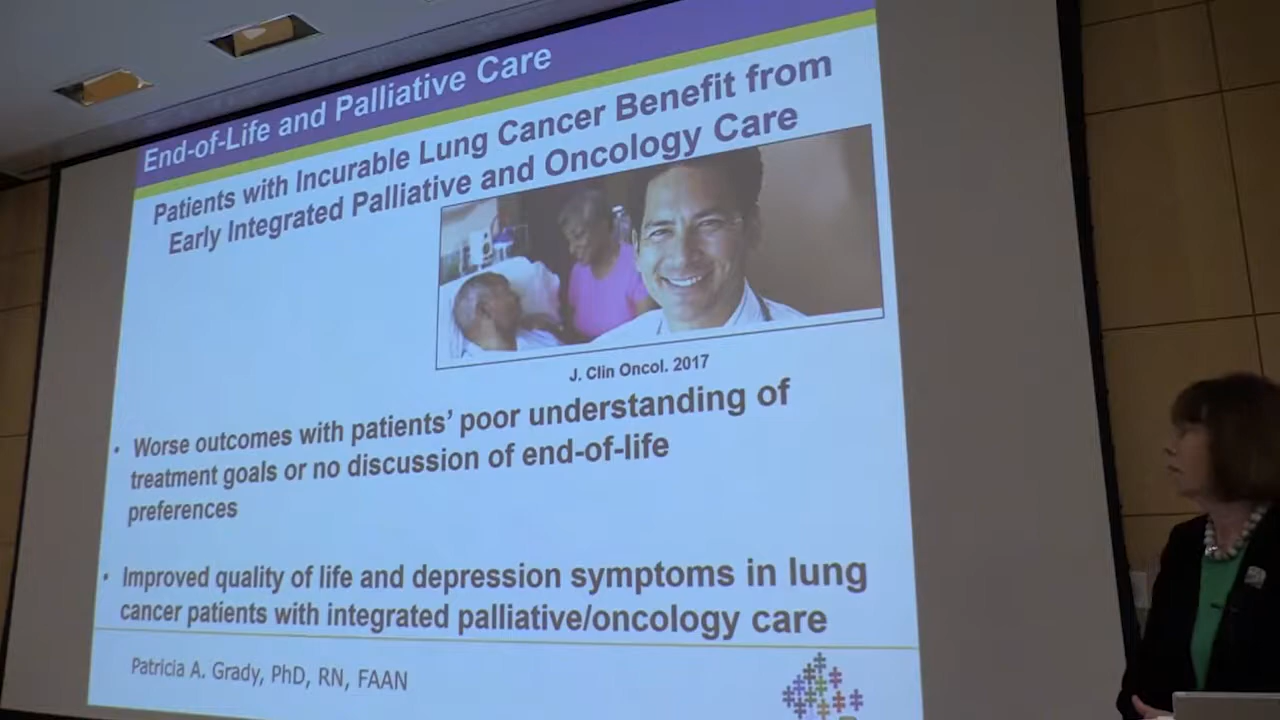 End-of-Life and Palliative Care
Patients with Incurable Lung Cancer Benefit from
Early Integrated Palliative and Oncology Care
J. Clin Oncol. 2017
• Worse outcomes with patients’ poor understanding of
treatment goals or no discussion of end-of-life
preferences
• Improved quality of life and depression symptoms in lung
cancer patients with integrated palliative/oncology care
Patricia A. Grady, PhD, RN, FAAN